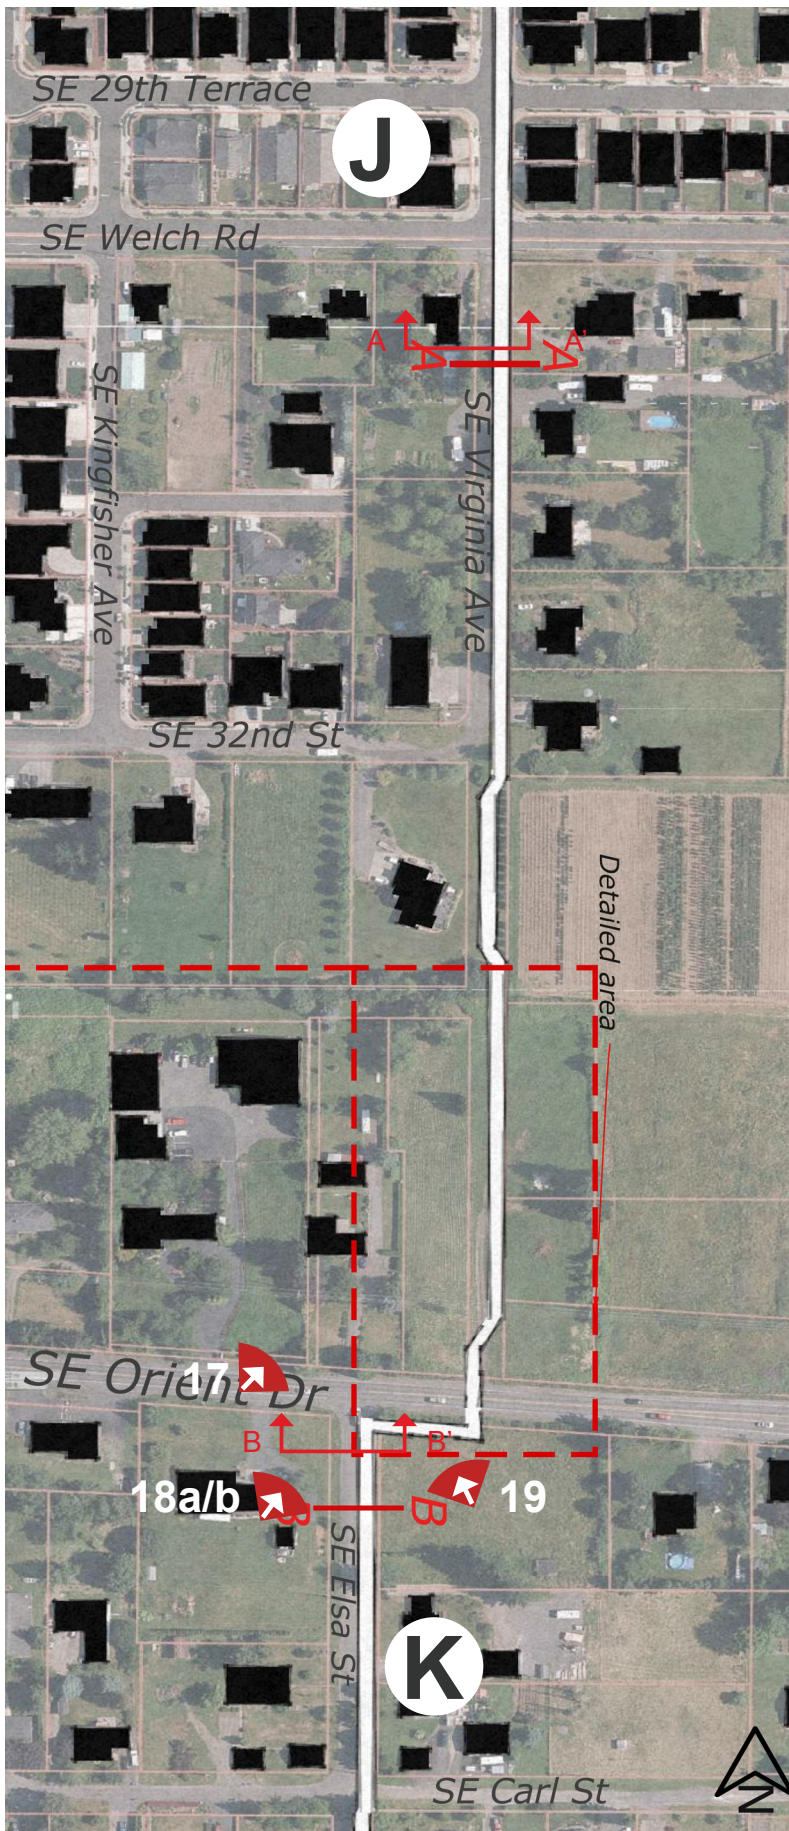 SE 29th Terrace
J
SE Welch Rd
A
A'
A
A
SE Kingfisher Ave
SE Virginia Ave
SE 32nd St
Detailed area
SE Orient Dr
17
B
B'
18a/b
B
B
19
SE Elsa St
K
SE Carl St
N